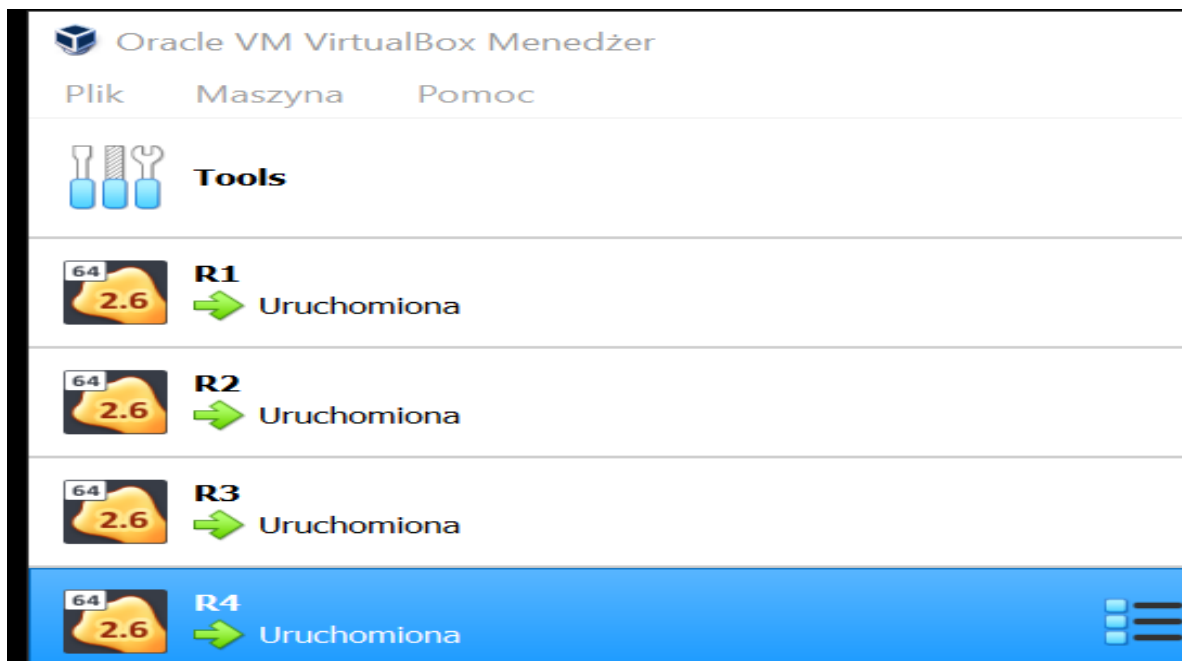 Oracle VM VirtualBox Menedżer
Plik Maszyna Pomoc
Tools
64
2.6
R1
Uruchomiona
64
2.6
R2
Uruchomiona
64
2.6
R3
Uruchomiona
64
2.6
R4
Uruchomiona